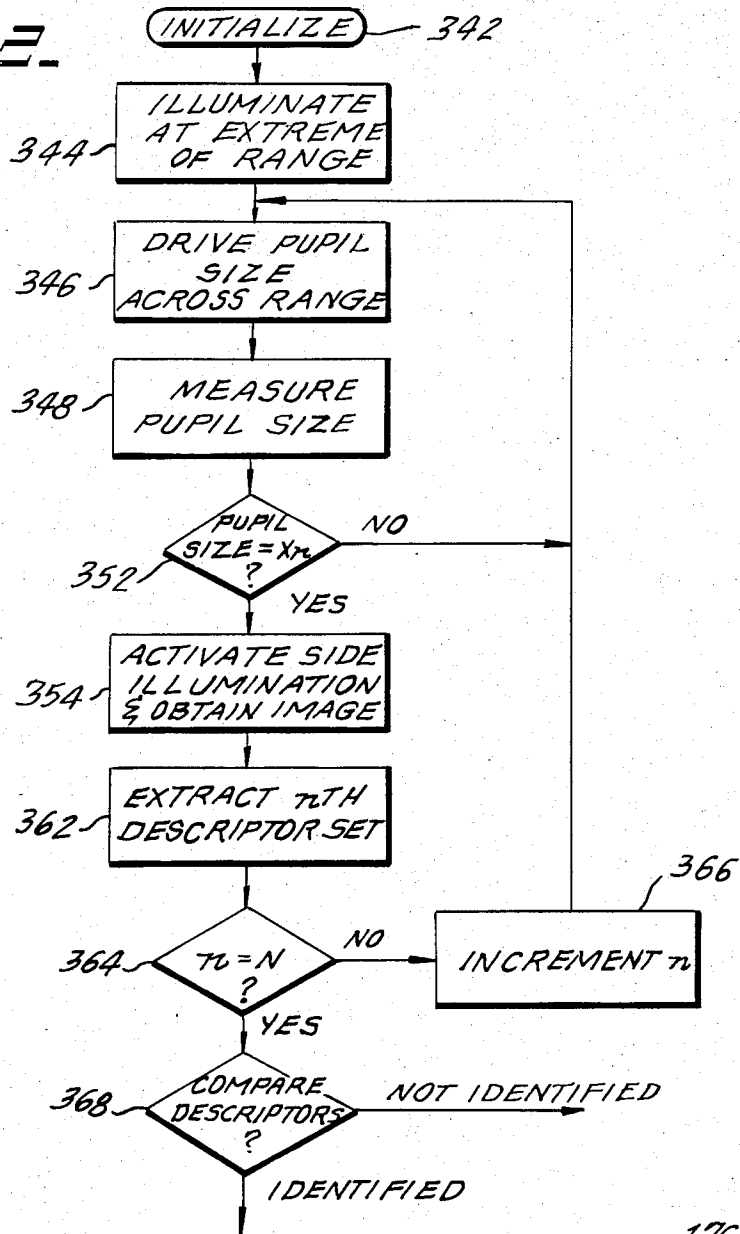 2.
INITIALIZE
342
ILLUMINATE
AT EXTREME
OF RANGE
344
DRIVE PUPIL
SIZE
ACROSS RANGE
346
MEASURE
PUPIL SIZE
348
PUPIL
SIZE=Xn
?
352
NO
YES
ACTIVATE SIDE
ILLUMINATION
& OBTAIN IMAGE
354
EXTRACT nTH
DESCRIPTOR SET
362
366
n=N
?
364
NO
INCREMENT n
YES
COMPARE
DESCRIPTORS
?
368
NOT IDENTIFIED
IDENTIFIED